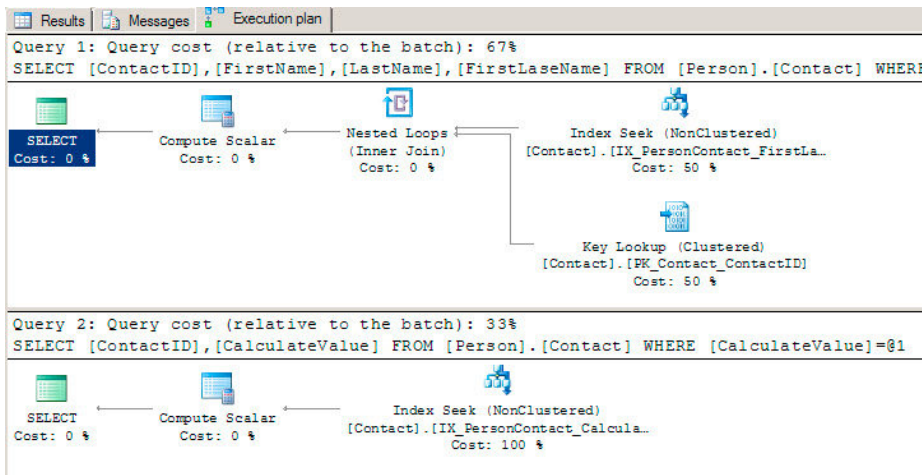 Results Messages Execution plan
Query 1: Query cost (relative to the batch): 67%
SELECT [ContactID],[FirstName],[LastName],[FirstLaseName] FROM [Person].[Contact] WHERE
SELECT
Cost: 0 %
Compute Scalar
Cost: 0 %
Nested Loops
(Inner Join)
Cost: 0 %
Index Seek (NonClustered)
[Contact].[IX_PersonContact_FirstLa…
Cost: 50 %
Key Lookup (Clustered)
[Contact].[PK_Contact_ContactID]
Cost: 50 %
Query 2: Query cost (relative to the batch): 33%
SELECT [ContactID],[CalculateValue] FROM [Person].[Contact] WHERE [CalculateValue]=@1
SELECT
Cost: 0 %
Compute Scalar
Cost: 0 %
Index Seek (NonClustered)
[Contact].[IX_PersonContact_Calcula…
Cost: 100 %